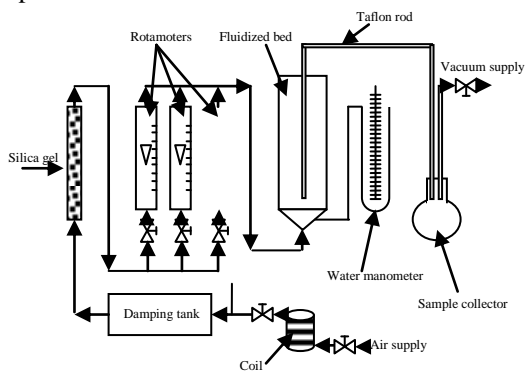 Taflon rod
Rotamoters
Fluidized bed
Vacuum supply
Silica gel
Water manometer
Sample collector
Damping tank
Air supply
Coil